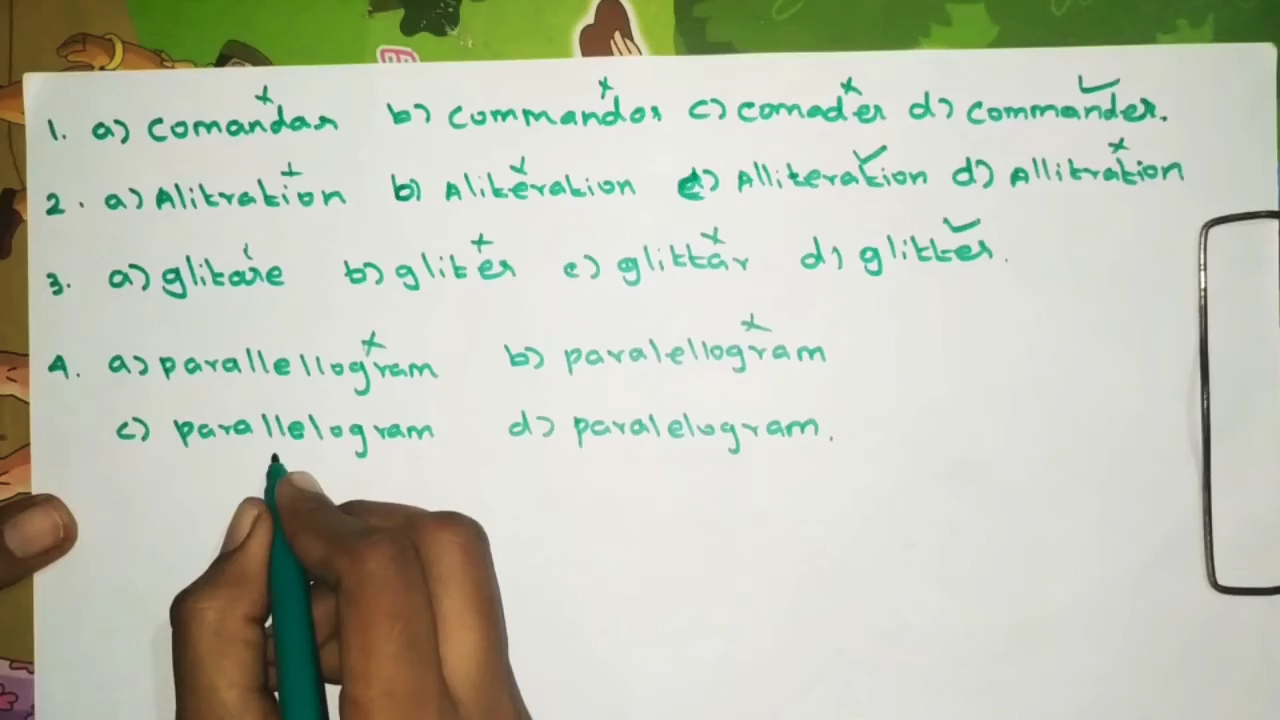 1. a) comandar b) commandor c) comader d) commander.
2. a) Alitration b) Aliteration c) Alliteration d) Allitration
3. a) glitare b) gliter c) glittar d) glitter.
4. a) parallellogram b) paralellogram
c) parallelogram d) paralelogram.